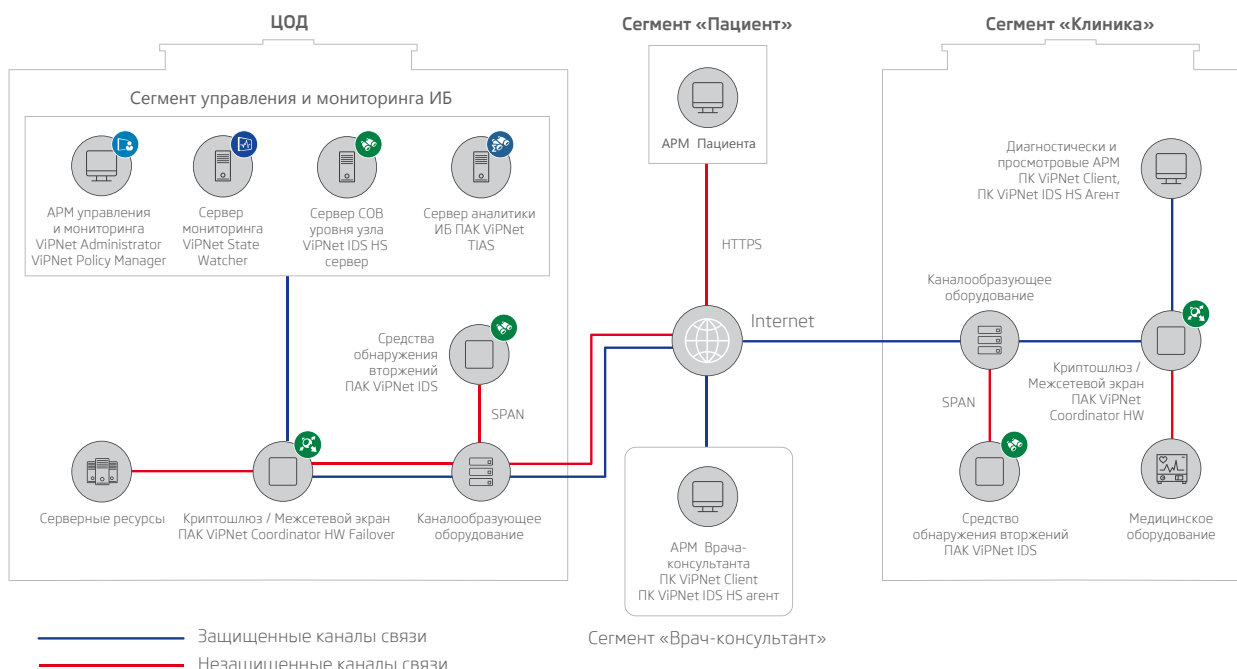 ЦОД
Сегмент управления и мониторинга ИБ
АРМ управления
и мониторинга
ViPNet Administrator
ViPNet Policy Manager
Сервер
мониторинга
ViPNet State
Watcher
Сервер СОВ
уровня узла
ViPNet IDS HS
сервер
Сервер аналитики
ИБ ПАК ViPNet
TIAS
Средства
обнаружения
вторжений
ПАК ViPNet IDS
SPAN
Серверные ресурсы
Криптошлюз / Межсетевой экран
ПАК ViPNet Coordinator HW Failover
Каналообразующее
оборудование
Сегмент «Пациент»
АРМ Пациента
HTTPS
Internet
АРМ Врача-
консультанта
ПК ViPNet Client
ПК ViPNet IDS HS агент
Сегмент «Врач-консультант»
Сегмент «Клиника»
Диагностически и
просмотровые АРМ
ПК ViPNet Client,
ПК ViPNet IDS HS Агент
Каналообразующее
оборудование
Криптошлюз /
Межсетевой экран
ПАК ViPNet
Coordinator HW
SPAN
Средство
обнаружения вторжений
ПАК ViPNet IDS
Медицинское
оборудование
Защищенные каналы связи
Незащищенные каналы связи